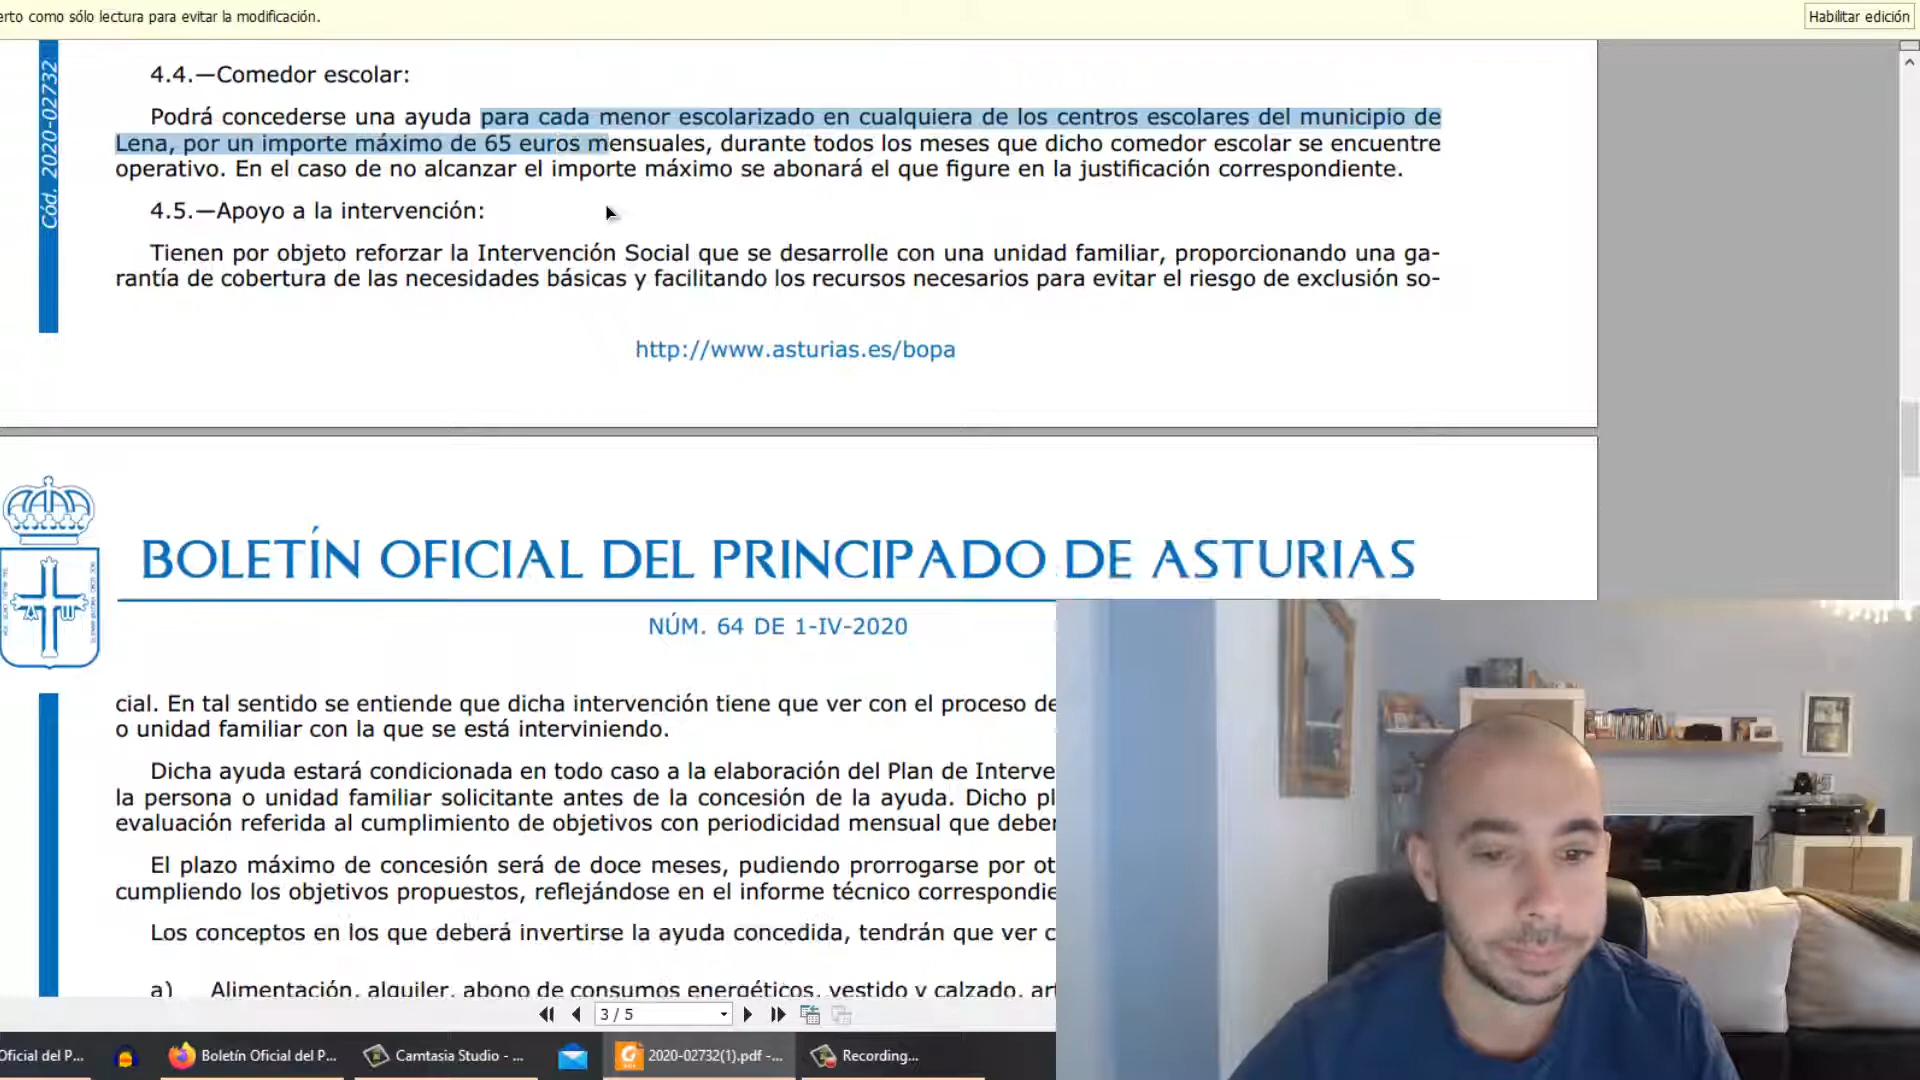 erto como sólo lectura para evitar la modificación.
Habilitar edición
Cód. 2020-02732
4.4.—Comedor escolar:
Podrá concederse una ayuda para cada menor escolarizado en cualquiera de los centros escolares del municipio de
Lena, por un importe máximo de 65 euros mensuales, durante todos los meses que dicho comedor escolar se encuentre
operativo. En el caso de no alcanzar el importe máximo se abonará el que figure en la justificación correspondiente.
4.5.—Apoyo a la intervención:
Tienen por objeto reforzar la Intervención Social que se desarrolle con una unidad familiar, proporcionando una ga-
rantía de cobertura de las necesidades básicas y facilitando los recursos necesarios para evitar el riesgo de exclusión so-
http://www.asturias.es/bopa
BOLETÍN OFICIAL DEL PRINCIPADO DE ASTURIAS
NÚM. 64 DE 1-IV-2020
cial. En tal sentido se entiende que dicha intervención tiene que ver con el proceso de
o unidad familiar con la que se está interviniendo.
Dicha ayuda estará condicionada en todo caso a la elaboración del Plan de Interve
la persona o unidad familiar solicitante antes de la concesión de la ayuda. Dicho pl
evaluación referida al cumplimiento de objetivos con periodicidad mensual que deber
El plazo máximo de concesión será de doce meses, pudiendo prorrogarse por ot
cumpliendo los objetivos propuestos, reflejándose en el informe técnico correspondie
Los conceptos en los que deberá invertirse la ayuda concedida, tendrán que ver c
a) Alimentación, alquiler, abono de consumos energéticos, vestido y calzado, art
3 / 5
Oficial del P...
Boletín Oficial del P...
Camtasia Studio - ...
2020-02732(1).pdf -...
Recording...